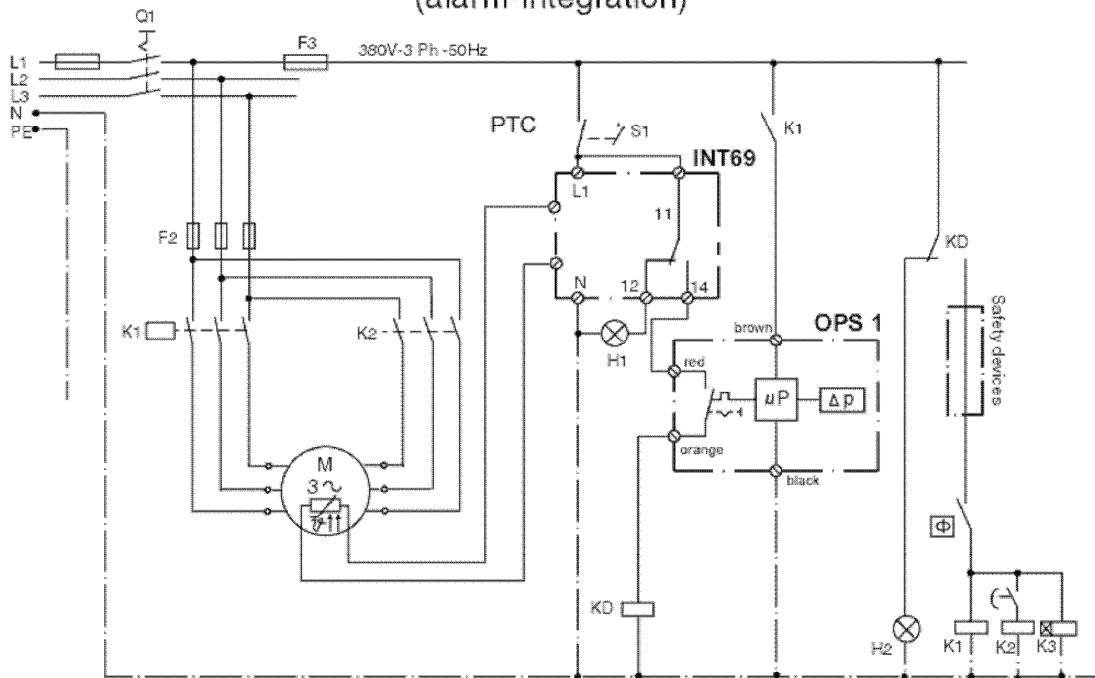 (alarm integration)
Q1
F3
380V-3 Ph -50Hz
L1
L2
L3
N
PE
PTC
S1
K1
INT69
L1
11
F2
KD
N
12
14
Safety devices
K1
K2
H1
brown
OPS 1
red
µP
Δp
orange
black
M
3~
ϑ
Φ
KD
H2
K1
K2
K3